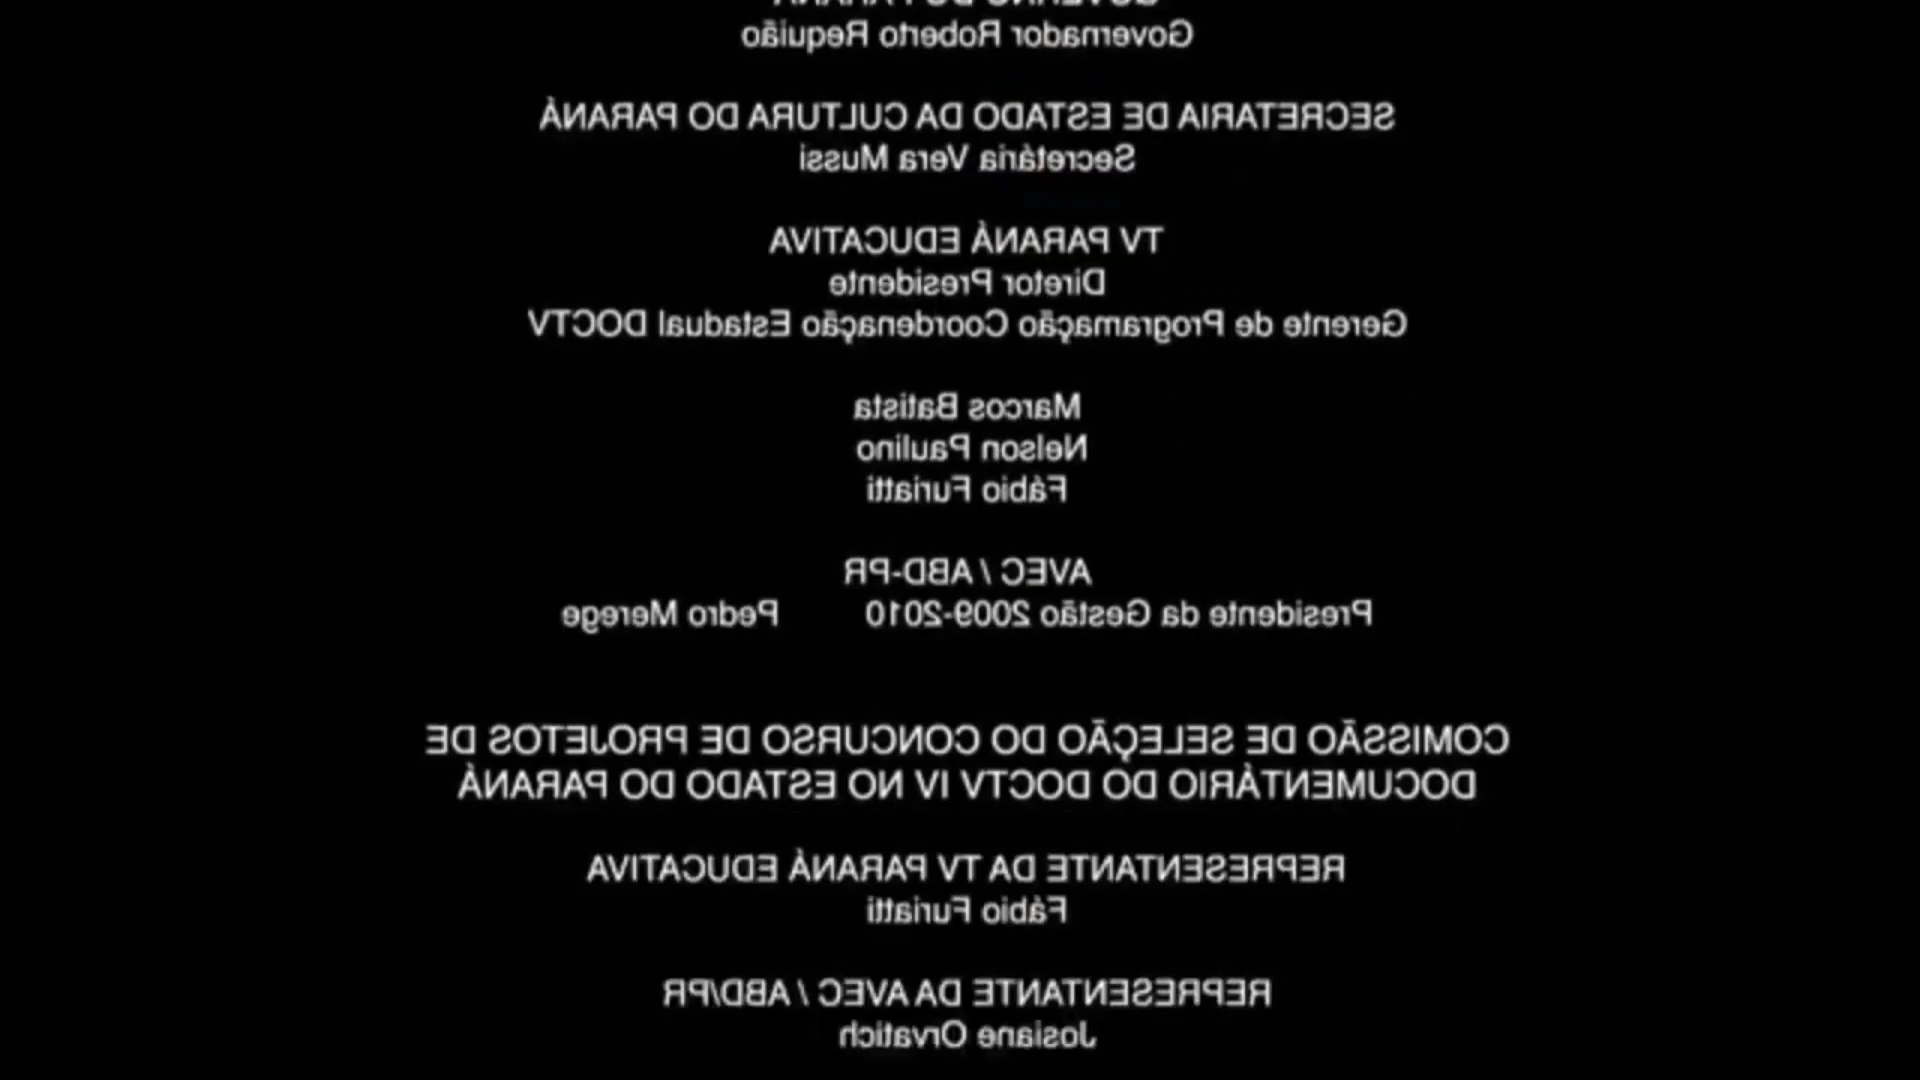 GOVERNO DO PARANÁ
Governador Roberto Requião
SECRETARIA DE ESTADO DA CULTURA DO PARANÁ
Secretária Vera Mussi
TV PARANÁ EDUCATIVA
Diretor Presidente
Gerente de Programação Coordenação Estadual DOCTV
Marcos Batista
Nelson Paulino
Fábio Furiatti
AVEC / ABD-PR
Presidente da Gestão 2009-2010 Pedro Merege
COMISSÃO DE SELEÇÃO DO CONCURSO DE PROJETOS DE
DOCUMENTÁRIO DO DOCTV IV NO ESTADO DO PARANÁ
REPRESENTANTE DA TV PARANÁ EDUCATIVA
Fábio Furiatti
REPRESENTANTE DA AVEC / ABD/PR
Josiane Orvatich